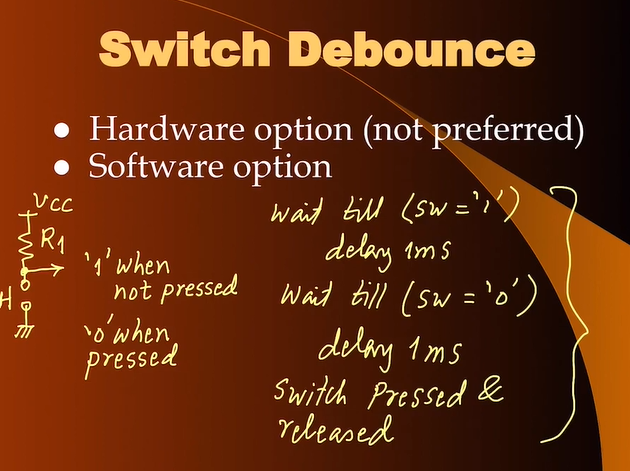 Switch Debounce
● Hardware option (not preferred)
● Software option
VCC
R1
H
'1' when
not pressed
'0' when
pressed
wait till (sw = '1')
delay 1ms
wait till (sw = '0')
delay 1ms
switch pressed &
released